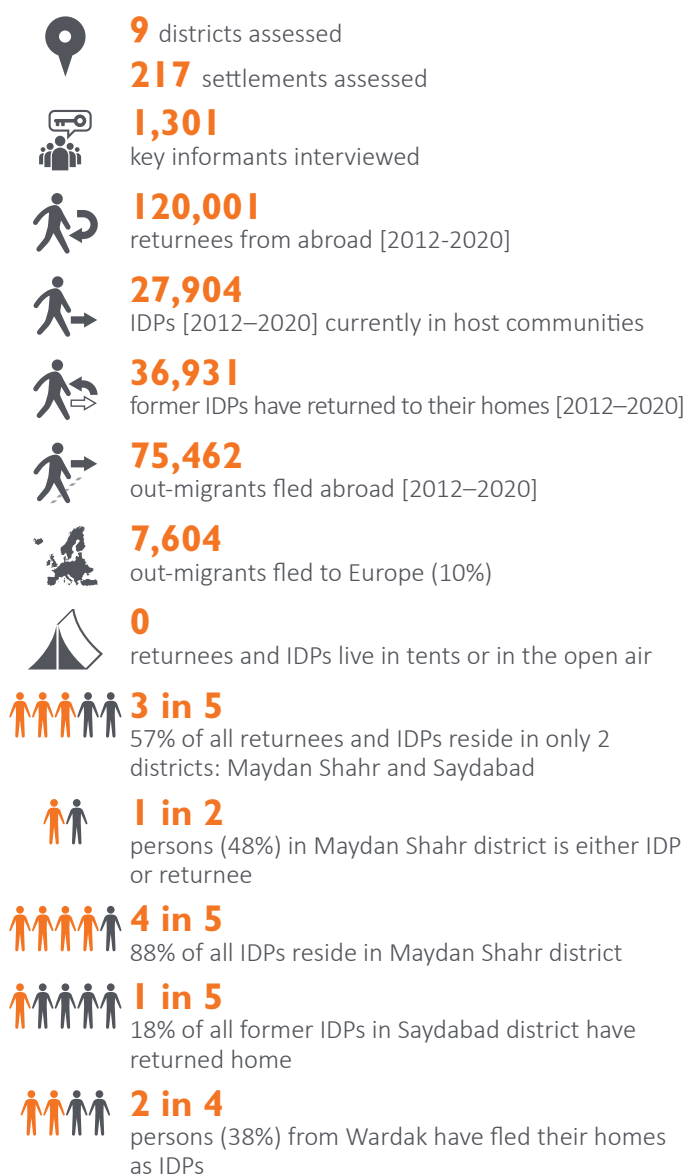 9 districts assessed
217 settlements assessed
1,301
key informants interviewed
120,001
returnees from abroad [2012-2020]
27,904
IDPs [2012–2020] currently in host communities
36,931
former IDPs have returned to their homes [2012–2020]
75,462
out-migrants fled abroad [2012–2020]
7,604
out-migrants fled to Europe (10%)
0
returnees and IDPs live in tents or in the open air
3 in 5
57% of all returnees and IDPs reside in only 2
districts: Maydan Shahr and Saydabad
1 in 2
persons (48%) in Maydan Shahr district is either IDP
or returnee
4 in 5
88% of all IDPs reside in Maydan Shahr district
1 in 5
18% of all former IDPs in Saydabad district have
returned home
2 in 4
persons (38%) from Wardak have fled their homes
as IDPs